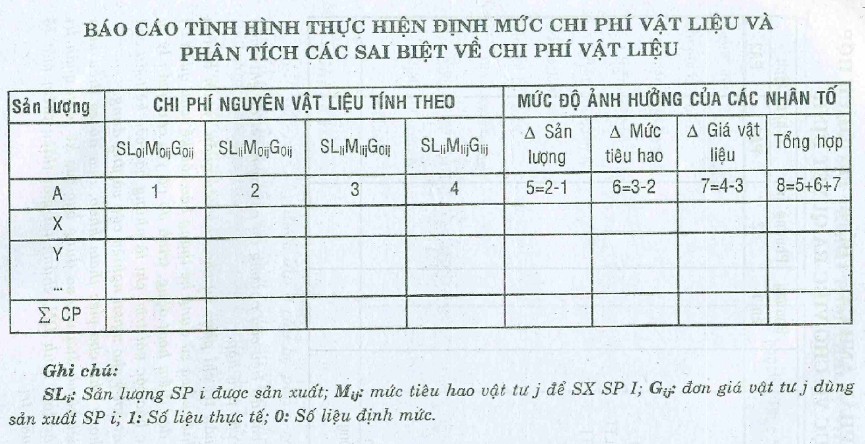 BÁO CÁO TÌNH HÌNH THỰC HIỆN ĐỊNH MỨC CHI PHÍ VẬT LIỆU VÀ
PHÂN TÍCH CÁC SAI BIỆT VỀ CHI PHÍ VẬT LIỆU
Sản lượng CHI PHÍ NGUYÊN VẬT LIỆU TÍNH THEO MỨC ĐỘ ẢNH HƯỞNG CỦA CÁC NHÂN TỐ
SL0iM0ijG0ij SLIiM0ijG0ij SLIiMIijG0ij SLIiMIijGIij Δ Sản lượng Δ Mức tiêu hao Δ Giá vật liệu Tổng hợp
A 1 2 3 4 5=2-1 6=3-2 7=4-3 8=5+6+7
X
Y
...
Σ CP
Ghi chú:
SLi: Sản lượng SP i được sản xuất; Mij: mức tiêu hao vật tư j để SX SP I; Gij: đơn giá vật tư j dùng
sản xuất SP i; 1: Số liệu thực tế; 0: Số liệu định mức.